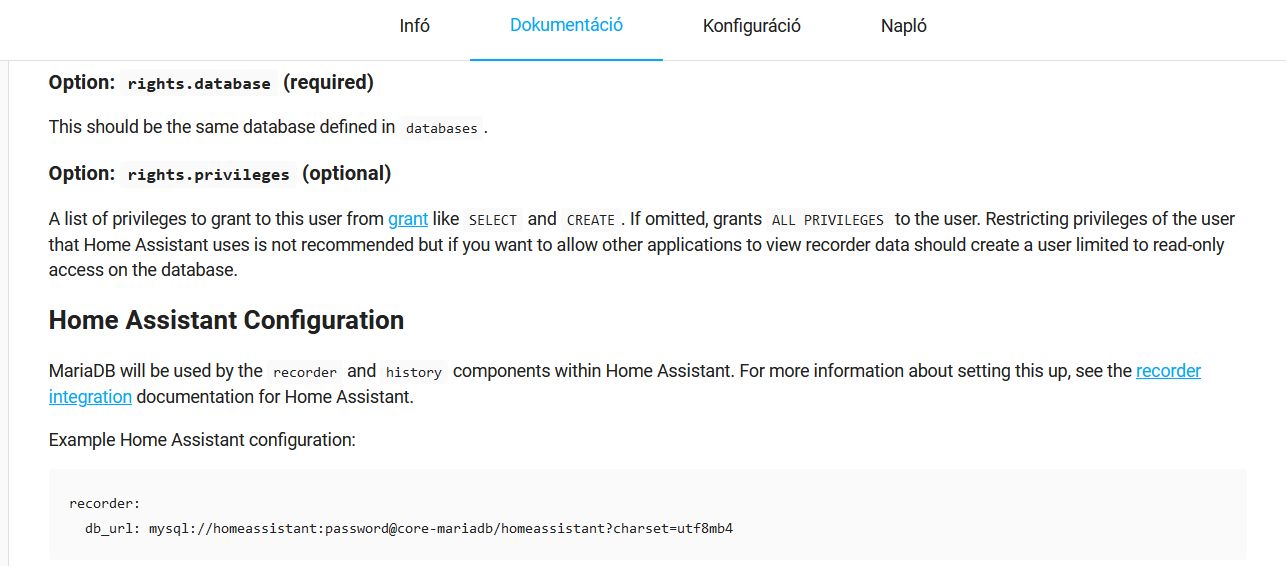 Infó Dokumentáció Konfiguráció Napló
Option: rights.database (required)
This should be the same database defined in databases.
Option: rights.privileges (optional)
A list of privileges to grant to this user from grant like SELECT and CREATE. If omitted, grants ALL PRIVILEGES to the user. Restricting privileges of the user
that Home Assistant uses is not recommended but if you want to allow other applications to view recorder data should create a user limited to read-only
access on the database.
Home Assistant Configuration
MariaDB will be used by the recorder and history components within Home Assistant. For more information about setting this up, see the recorder
integration documentation for Home Assistant.
Example Home Assistant configuration:
recorder:
  db_url: mysql://homeassistant:password@core-mariadb/homeassistant?charset=utf8mb4